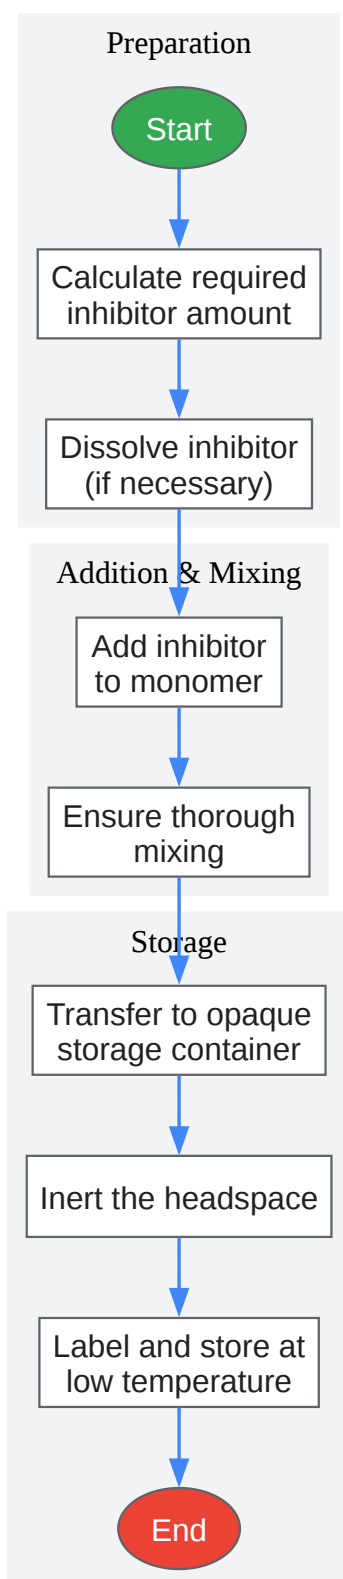 Preparation
Start
Calculate required
inhibitor amount
Dissolve inhibitor
(if necessary)
Addition & Mixing
Add inhibitor
to monomer
Ensure thorough
mixing
Storage
Transfer to opaque
storage container
Inert the headspace
Label and store at
low temperature
End